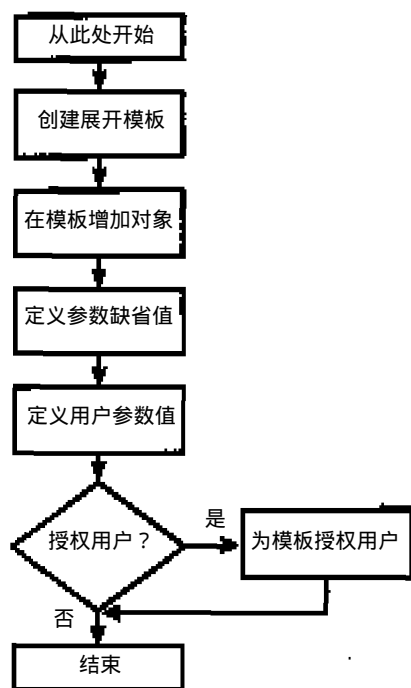 从此处开始
创建展开模板
在模板增加对象
定义参数缺省值
定义用户参数值
授权用户？
是
为模板授权用户
否
结束